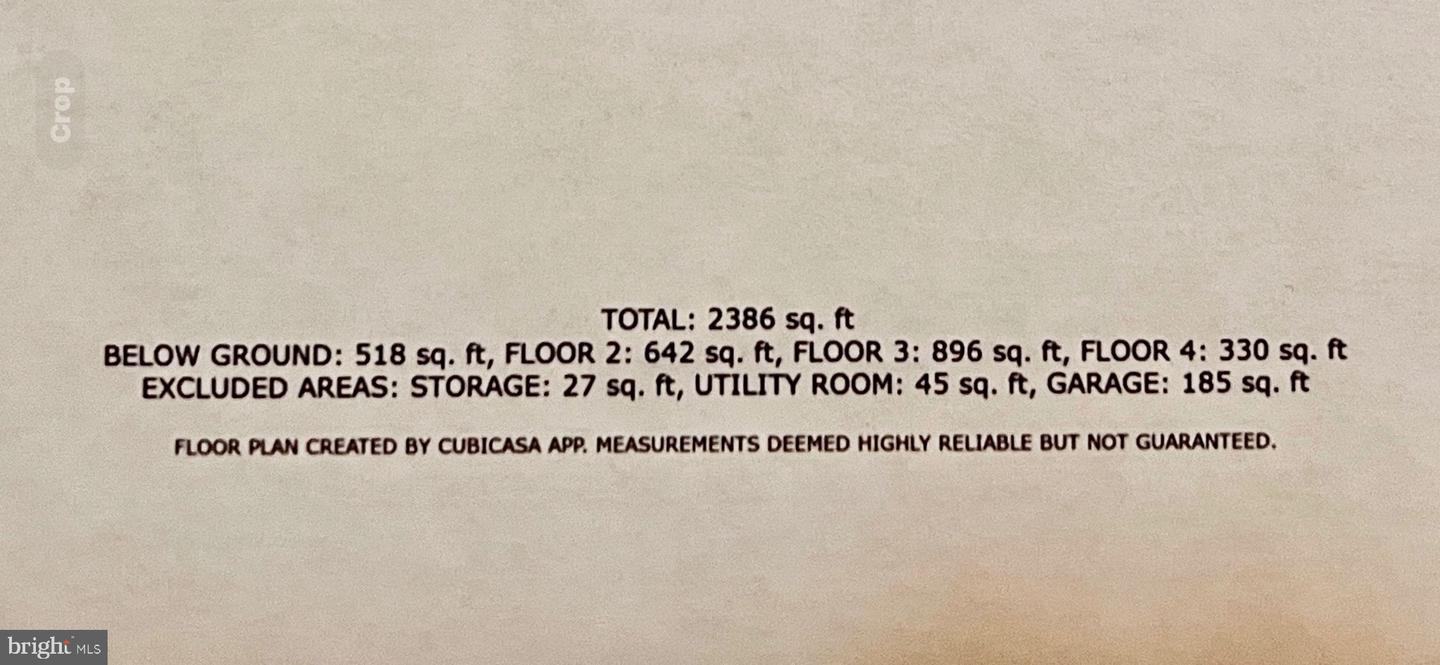 Crop
TOTAL: 2386 sq. ft
BELOW GROUND: 518 sq. ft, FLOOR 2: 642 sq. ft, FLOOR 3: 896 sq. ft, FLOOR 4: 330 sq. ft
EXCLUDED AREAS: STORAGE: 27 sq. ft, UTILITY ROOM: 45 sq. ft, GARAGE: 185 sq. ft
FLOOR PLAN CREATED BY CUBICASA APP. MEASUREMENTS DEEMED HIGHLY RELIABLE BUT NOT GUARANTEED.
bright MLS